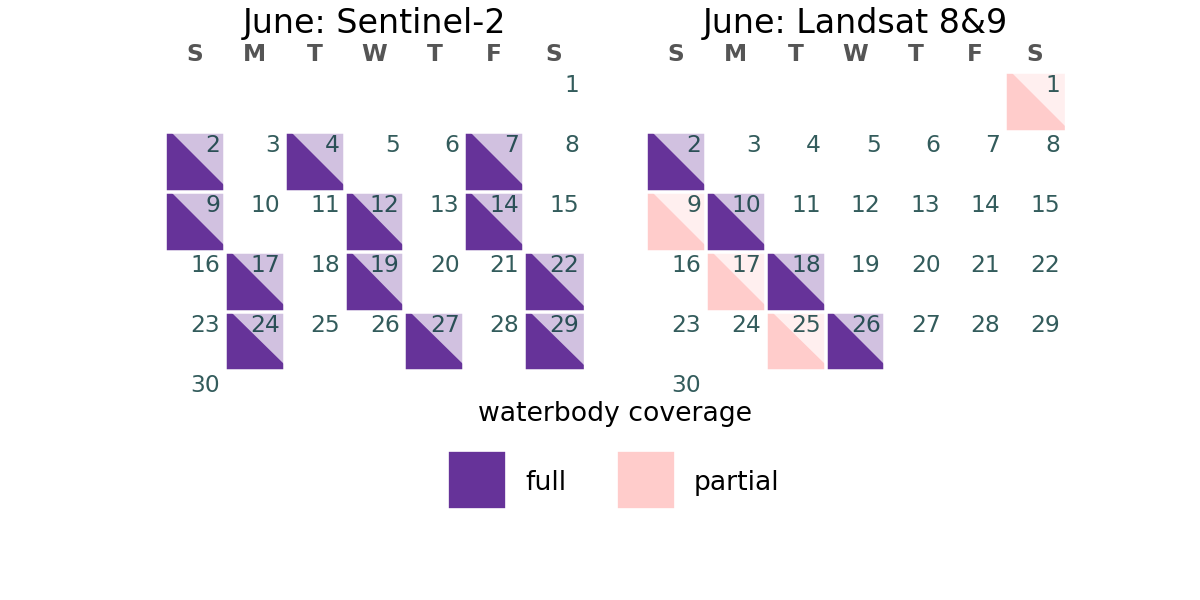 June: Sentinel-2
S M T W T F S
1
2 3 4 5 6 7 8
9 10 11 12 13 14 15
16 17 18 19 20 21 22
23 24 25 26 27 28 29
30
June: Landsat 8&9
S M T W T F S
1
2 3 4 5 6 7 8
9 10 11 12 13 14 15
16 17 18 19 20 21 22
23 24 25 26 27 28 29
30
waterbody coverage
full
partial